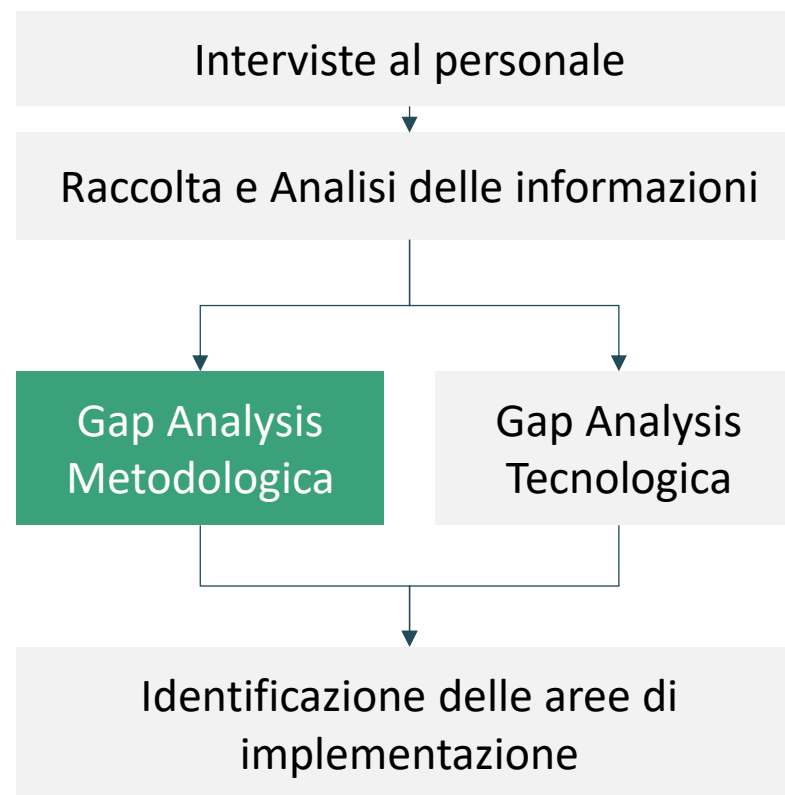 Interviste al personale
Raccolta e Analisi delle informazioni
Gap Analysis
Metodologica
Gap Analysis
Tecnologica
Identificazione delle aree di
implementazione